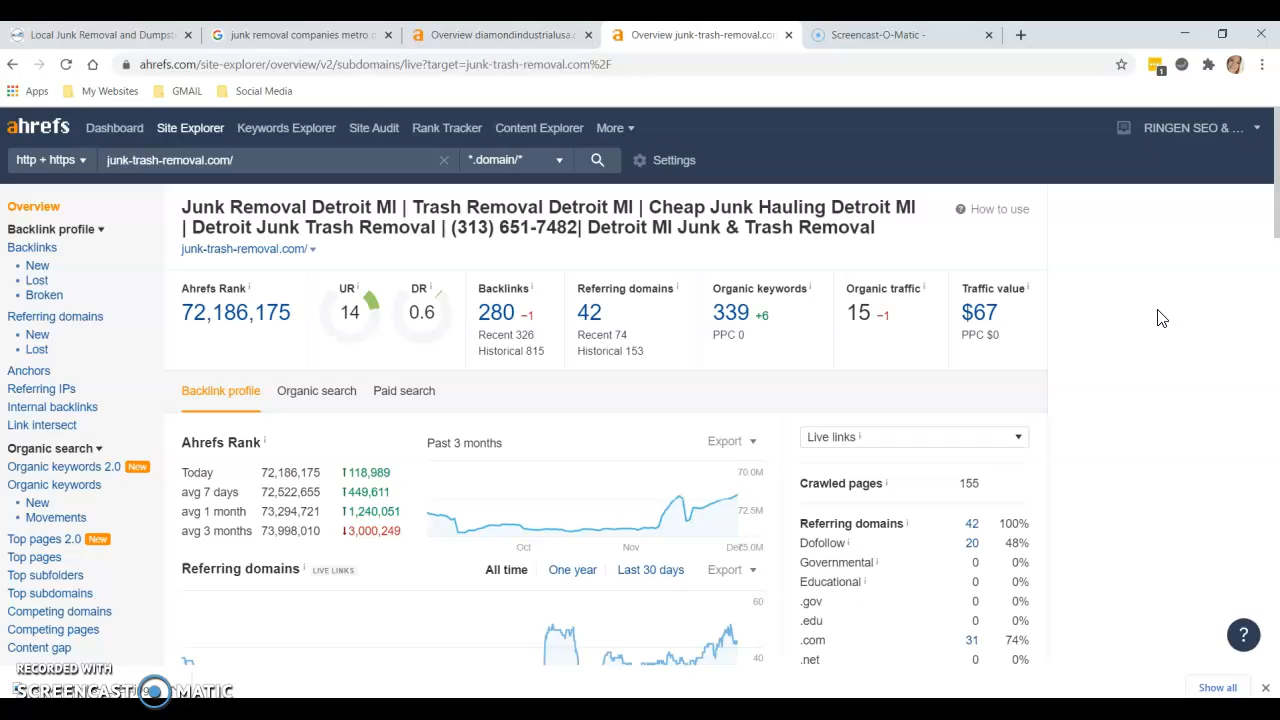 Local Junk Removal and Dumpste
junk removal companies metro d
Overview diamondindustrialusa.c
Overview junk-trash-removal.com
Screencast-O-Matic -
ahrefs.com/site-explorer/overview/v2/subdomains/live?target=junk-trash-removal.com%2F
1
Apps
My Websites
GMAIL
Social Media
ahrefs
Dashboard
Site Explorer
Keywords Explorer
Site Audit
Rank Tracker
Content Explorer
More
RINGEN SEO & ...
http + https
junk-trash-removal.com/
*.domain/*
Settings
Overview
Backlink profile
Backlinks
New
Lost
Broken
Referring domains
New
Lost
Anchors
Referring IPs
Internal backlinks
Link intersect
Organic search
Organic keywords 2.0 New
Organic keywords
New
Movements
Top pages 2.0 New
Top pages
Top subfolders
Top subdomains
Competing domains
Competing pages
Content gap
Junk Removal Detroit MI | Trash Removal Detroit MI | Cheap Junk Hauling Detroit MI
| Detroit Junk Trash Removal | (313) 651-7482| Detroit MI Junk & Trash Removal
How to use
junk-trash-removal.com/
Ahrefs Rank
72,186,175
UR
14
DR
0.6
Backlinks
280 −1
Recent 326
Historical 815
Referring domains
42
Recent 74
Historical 153
Organic keywords
339 +6
PPC 0
Organic traffic
15 −1
Traffic value
$67
PPC $0
Backlink profile
Organic search
Paid search
Ahrefs Rank
Past 3 months
Export
Today 72,186,175 118,989
avg 7 days 72,522,655 449,611
avg 1 month 73,294,721 1,240,051
avg 3 months 73,998,010 3,000,249
70.0M
72.5M
75.0M
Oct
Nov
Dec
Referring domains LIVE LINKS
All time
One year
Last 30 days
Export
60
40
Live links
Crawled pages 155
Referring domains 42 100%
Dofollow 20 48%
Governmental 0 0%
Educational 0 0%
.gov 0 0%
.edu 0 0%
.com 31 74%
.net 0 0%
?
RECORDED WITH
SCREENCAST-O-MATIC
Show all